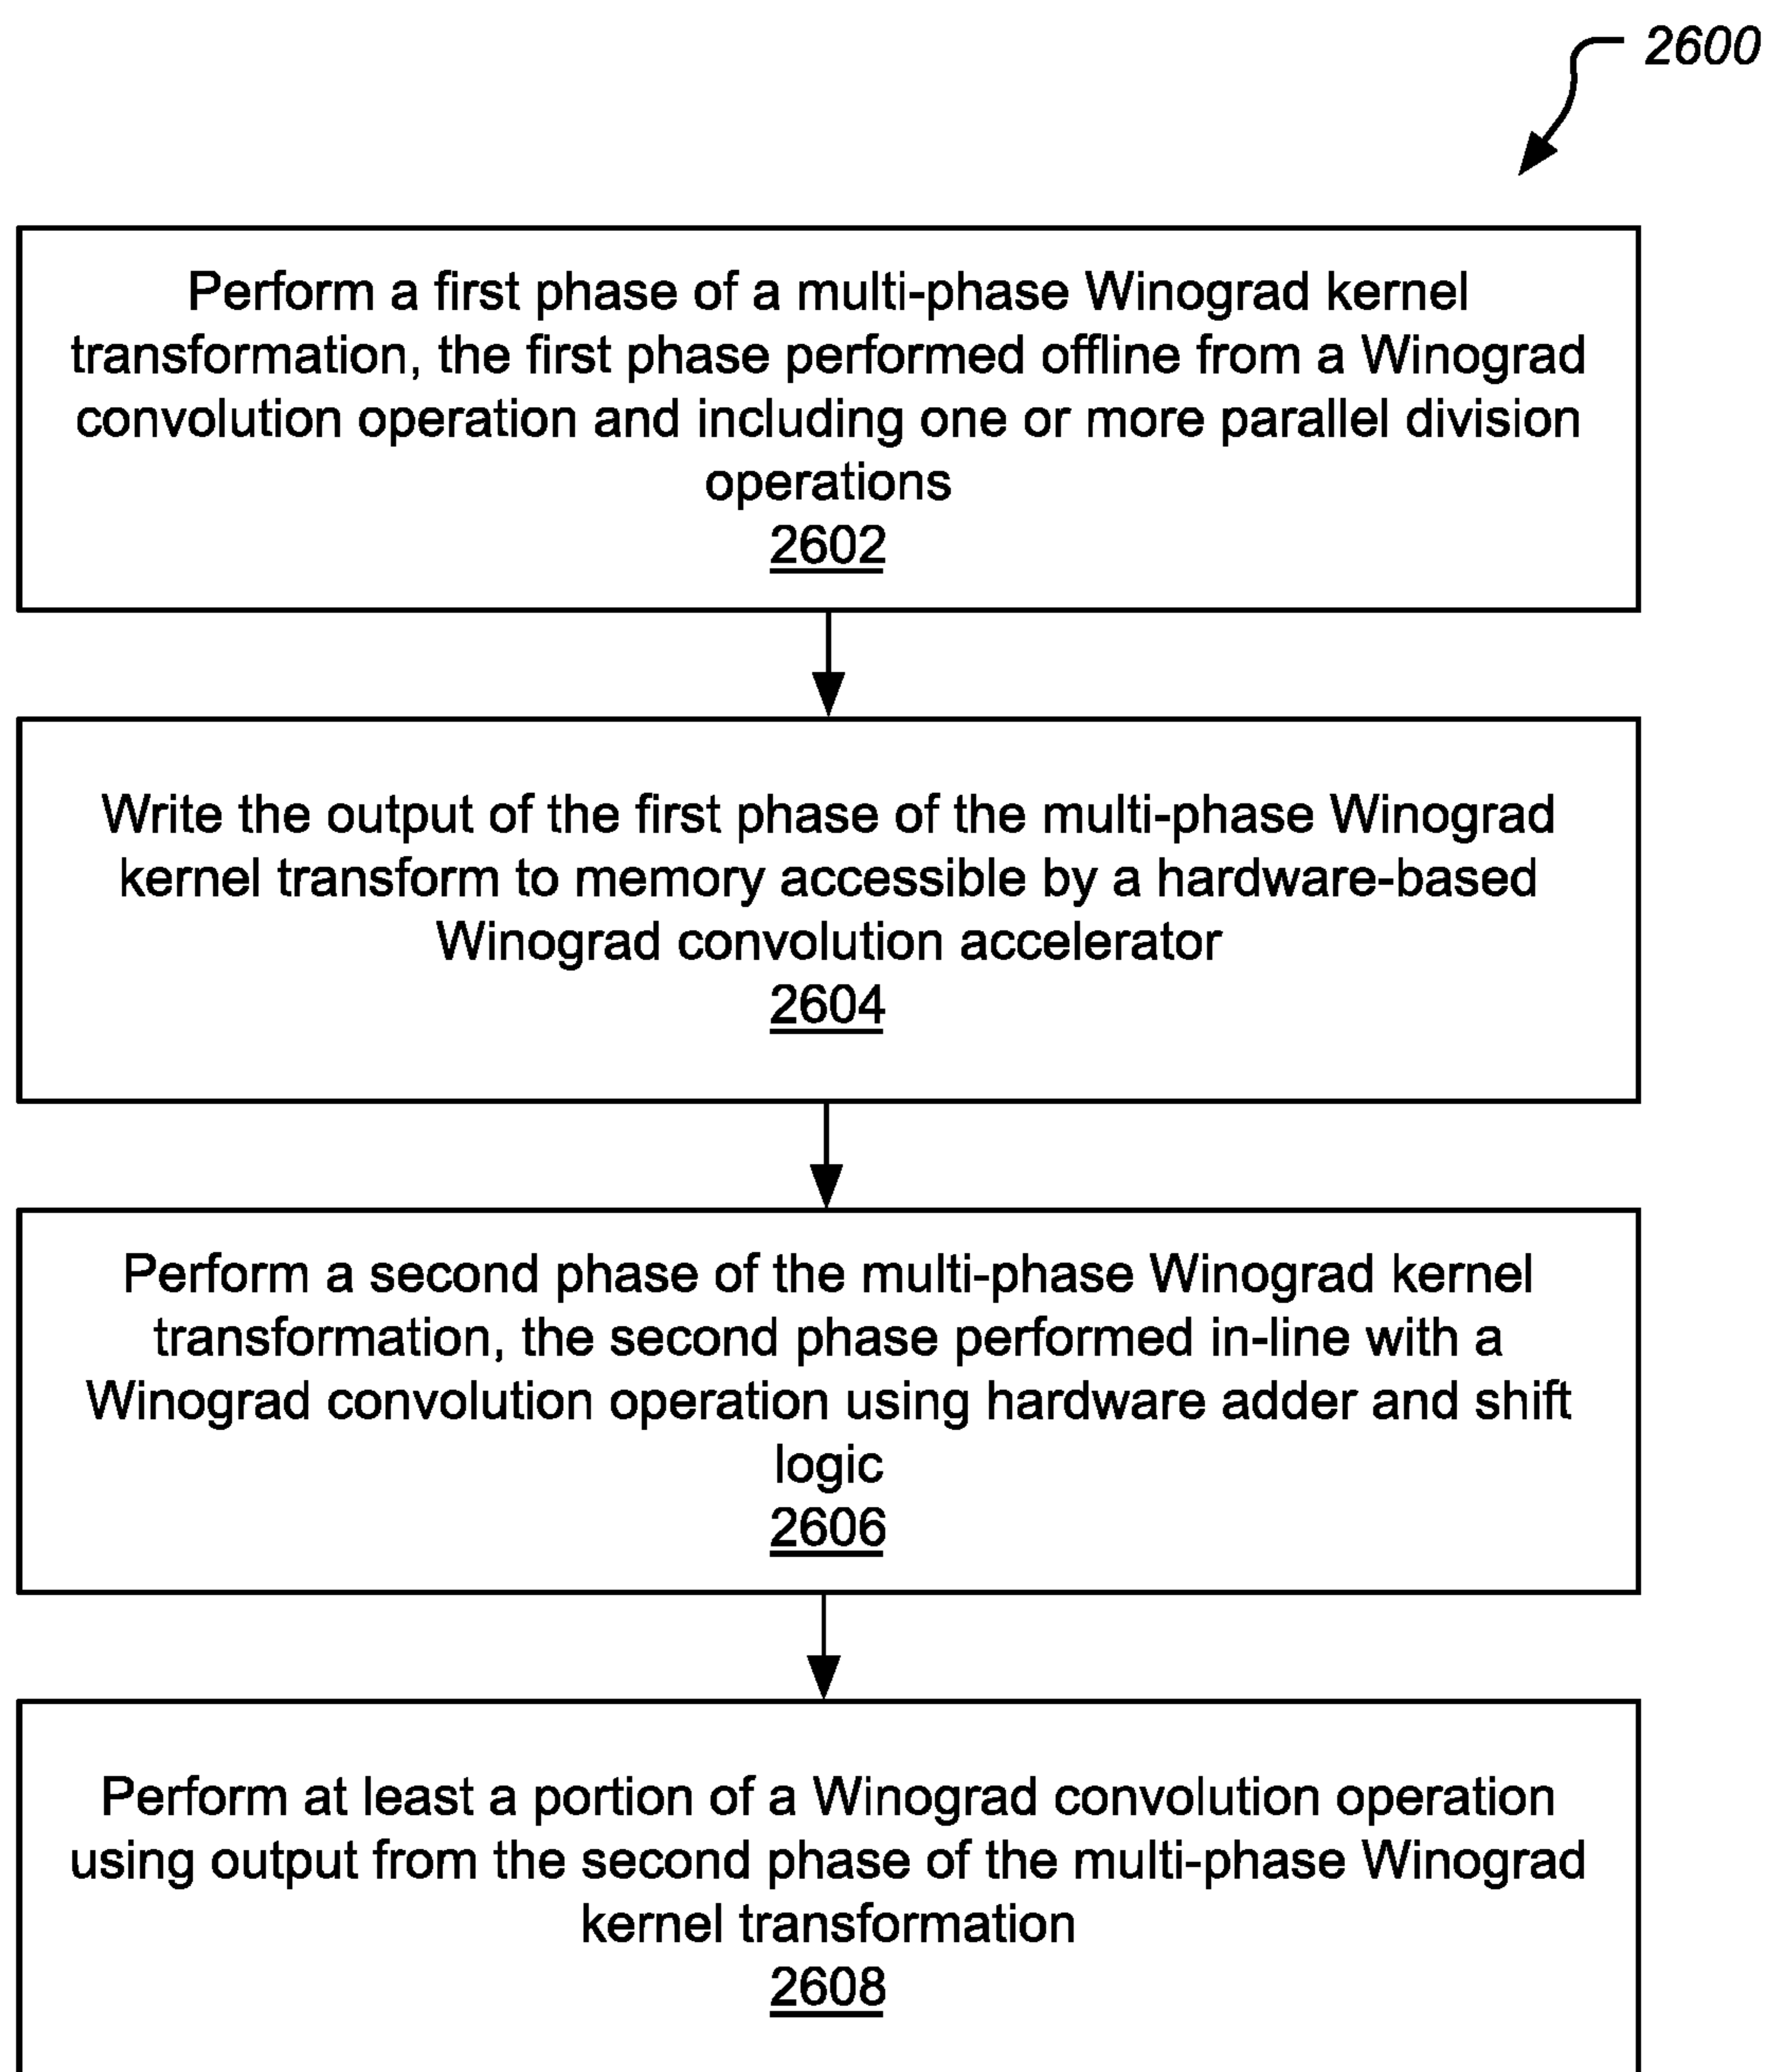 2600
Perform a first phase of a multi-phase Winograd kernel
transformation, the first phase performed offline from a Winograd
convolution operation and including one or more parallel division
operations
2602
Write the output of the first phase of the multi-phase Winograd
kernel transform to memory accessible by a hardware-based
Winograd convolution accelerator
2604
Perform a second phase of the multi-phase Winograd kernel
transformation, the second phase performed in-line with a
Winograd convolution operation using hardware adder and shift
logic
2606
Perform at least a portion of a Winograd convolution operation
using output from the second phase of the multi-phase Winograd
kernel transformation
2608